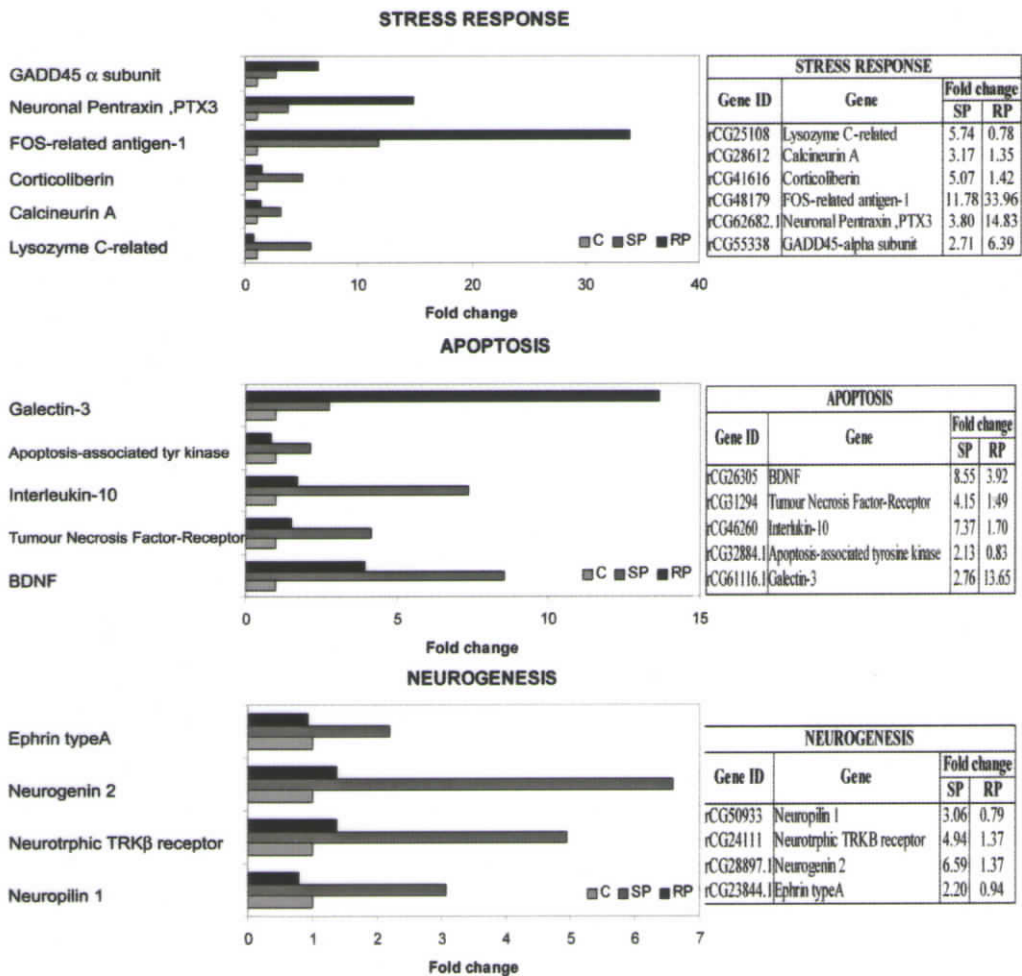 STRESS RESPONSE
GADD45 α subunit
Neuronal Pentraxin ,PTX3
FOS-related antigen-1
Corticoliberin
Calcineurin A
Lysozyme C-related
C SP RP
0 10 20 30 40
Fold change
STRESS RESPONSE
Gene ID Gene Fold change
SP RP
rCG25108 Lysozyme C-related 5.74 0.78
rCG28612 Calcineurin A 3.17 1.35
rCG41616 Corticoliberin 5.07 1.42
rCG48179 FOS-related antigen-1 11.78 33.96
rCG62682.1 Neuronal Pentraxin ,PTX3 3.80 14.83
rCG55338 GADD45-alpha subunit 2.71 6.39
APOPTOSIS
Galectin-3
Apoptosis-associated tyr kinase
Interleukin-10
Tumour Necrosis Factor-Receptor
BDNF
C SP RP
0 5 10 15
Fold change
APOPTOSIS
Gene ID Gene Fold change
SP RP
rCG26305 BDNF 8.55 3.92
rCG31294 Tumour Necrosis Factor-Receptor 4.15 1.49
rCG46260 Interlukin-10 7.37 1.70
rCG32884.1 Apoptosis-associated tyrosine kinase 2.13 0.83
rCG61116.1 Galectin-3 2.76 13.65
NEUROGENESIS
Ephrin typeA
Neurogenin 2
Neurotrphic TRKβ receptor
Neuropilin 1
C SP RP
0 1 2 3 4 5 6 7
Fold change
NEUROGENESIS
Gene ID Gene Fold change
SP RP
rCG50933 Neuropilin 1 3.06 0.79
rCG24111 Neurotrphic TRKB receptor 4.94 1.37
rCG28897.1 Neurogenin 2 6.59 1.37
rCG23844.1 Ephrin typeA 2.20 0.94